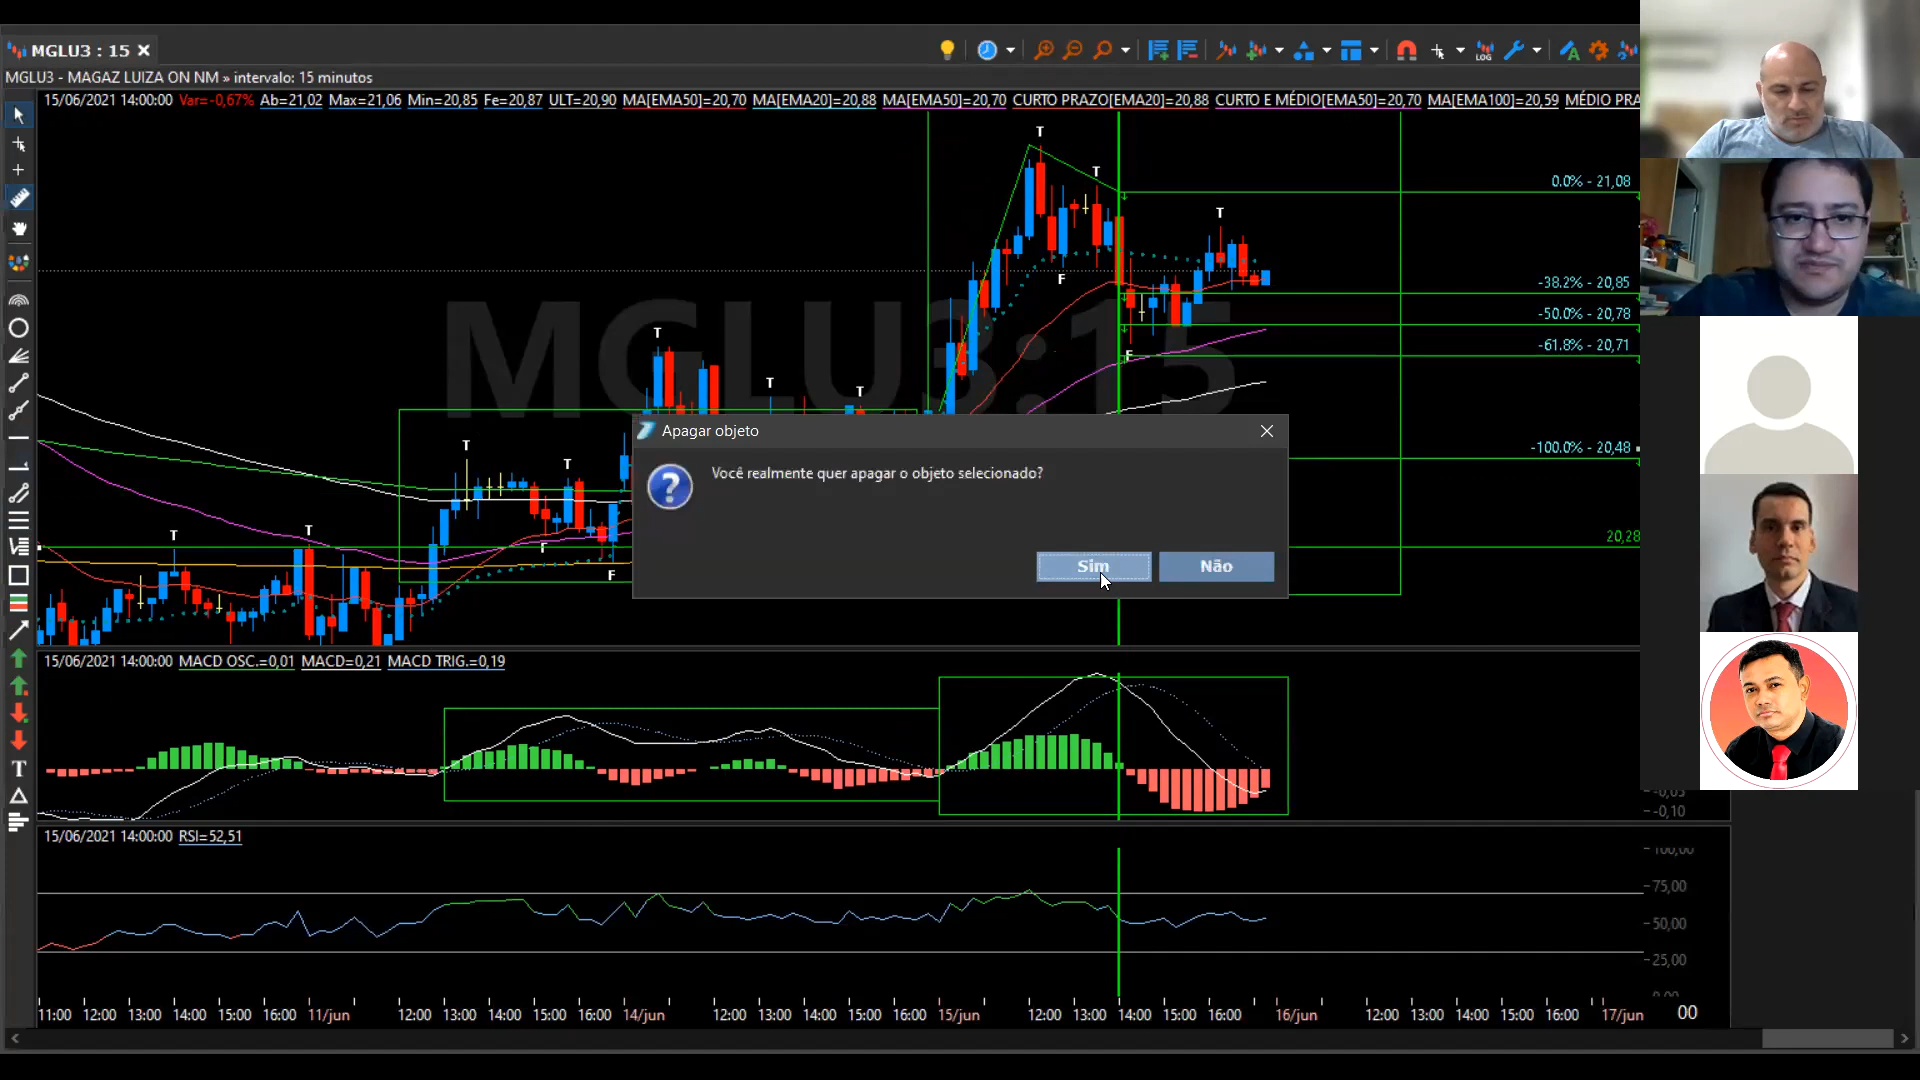 MGLU3 : 15
MGLU3 - MAGAZ LUIZA ON NM » intervalo: 15 minutos
15/06/2021 14:00:00 Var=-0,67% Ab=21,02 Max=21,06 Min=20,85 Fe=20,87 ULT=20,90 MA[EMA50]=20,70 MA[EMA20]=20,88 MA[EMA50]=20,70 CURTO PRAZO[EMA20]=20,88 CURTO E MÉDIO[EMA50]=20,70 MA[EMA100]=20,59 MÉDIO PRA
LOG
T
T
0.0% - 21,08
T
F
-38.2% - 20,85
MGLU3:15
-50.0% - 20,78
T
-61.8% - 20,71
F
T
T
Apagar objeto
T
-100.0% - 20,48
T
Você realmente quer apagar o objeto selecionado?
T
T
20,28
F
Sim
Não
F
15/06/2021 14:00:00 MACD OSC.=0,01 MACD=0,21 MACD TRIG.=0,19
T
-0,10
15/06/2021 14:00:00 RSI=52,51
75,00
50,00
25,00
11:00 12:00 13:00 14:00 15:00 16:00 11/jun 12:00 13:00 14:00 15:00 16:00 14/jun 12:00 13:00 14:00 15:00 16:00 15/jun 12:00 13:00 14:00 15:00 16:00 16/jun 12:00 13:00 14:00 15:00 16:00 17/jun 00